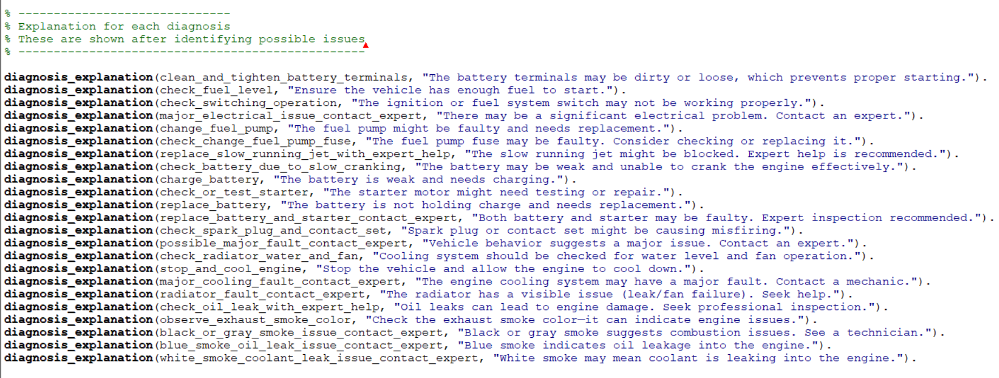 % ------------------------------
% Explanation for each diagnosis
% These are shown after identifying possible issues
% -------------------------------------------------
diagnosis_explanation(clean_and_tighten_battery_terminals, "The battery terminals may be dirty or loose, which prevents proper starting.").
diagnosis_explanation(check_fuel_level, "Ensure the vehicle has enough fuel to start.").
diagnosis_explanation(check_switching_operation, "The ignition or fuel system switch may not be working properly.").
diagnosis_explanation(major_electrical_issue_contact_expert, "There may be a significant electrical problem. Contact an expert.").
diagnosis_explanation(change_fuel_pump, "The fuel pump might be faulty and needs replacement.").
diagnosis_explanation(check_change_fuel_pump_fuse, "The fuel pump fuse may be faulty. Consider checking or replacing it.").
diagnosis_explanation(replace_slow_running_jet_with_expert_help, "The slow running jet might be blocked. Expert help is recommended.").
diagnosis_explanation(check_battery_due_to_slow_cranking, "The battery may be weak and unable to crank the engine effectively.").
diagnosis_explanation(charge_battery, "The battery is weak and needs charging.").
diagnosis_explanation(check_or_test_starter, "The starter motor might need testing or repair.").
diagnosis_explanation(replace_battery, "The battery is not holding charge and needs replacement.").
diagnosis_explanation(replace_battery_and_starter_contact_expert, "Both battery and starter may be faulty. Expert inspection recommended.").
diagnosis_explanation(check_spark_plug_and_contact_set, "Spark plug or contact set might be causing misfiring.").
diagnosis_explanation(possible_major_fault_contact_expert, "Vehicle behavior suggests a major issue. Contact an expert.").
diagnosis_explanation(check_radiator_water_and_fan, "Cooling system should be checked for water level and fan operation.").
diagnosis_explanation(stop_and_cool_engine, "Stop the vehicle and allow the engine to cool down.").
diagnosis_explanation(major_cooling_fault_contact_expert, "The engine cooling system may have a major fault. Contact a mechanic.").
diagnosis_explanation(radiator_fault_contact_expert, "The radiator has a visible issue (leak/fan failure). Seek help.").
diagnosis_explanation(check_oil_leak_with_expert_help, "Oil leaks can lead to engine damage. Seek professional inspection.").
diagnosis_explanation(observe_exhaust_smoke_color, "Check the exhaust smoke color—it can indicate engine issues.").
diagnosis_explanation(black_or_gray_smoke_issue_contact_expert, "Black or gray smoke suggests combustion issues. See a technician.").
diagnosis_explanation(blue_smoke_oil_leak_issue_contact_expert, "Blue smoke indicates oil leakage into the engine.").
diagnosis_explanation(white_smoke_coolant_leak_issue_contact_expert, "White smoke may mean coolant is leaking into the engine.").